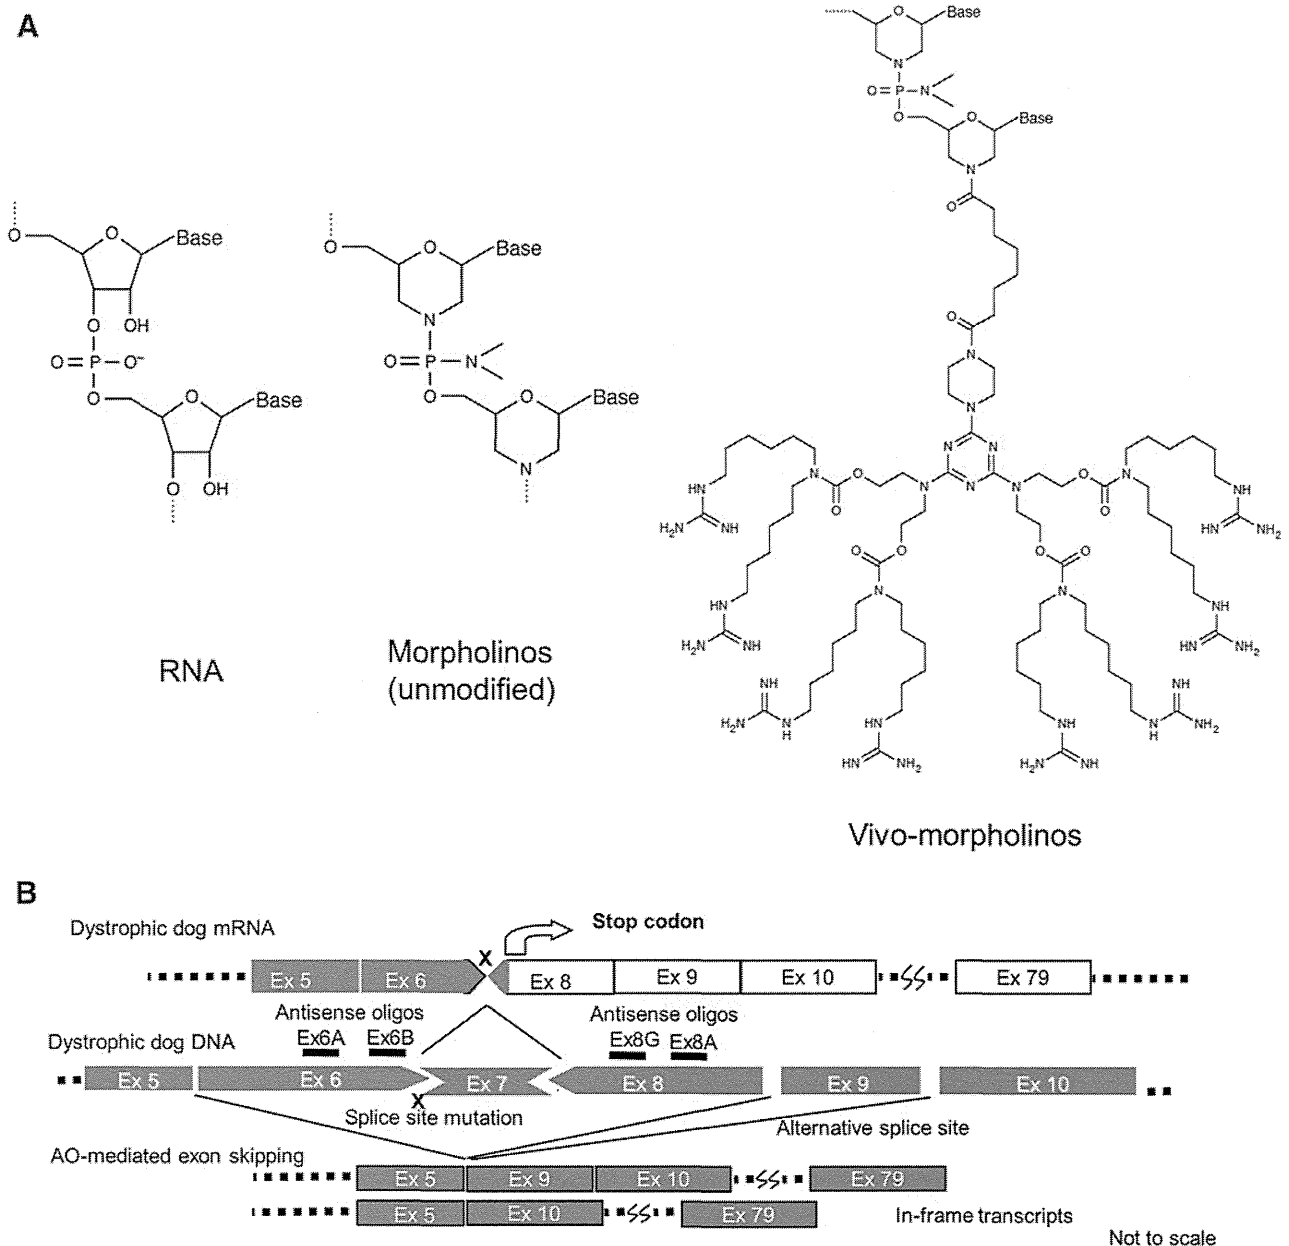 A
O
Base
N
O=P-N
O
O
Base
N
O
O
N
N
N
N
N
N
N
N
O
O
N
O
O
N
HN
H2N
NH
HN
H2N
NH
O
O
N
O
O
N
NH
HN
NH2
NH
HN
NH2
NH
H2N
N
H
HN
HN
NH2
NH
H2N
NH
NH
N
H
NH2
O
O
Base
O
OH
O=P-O-
O
O
Base
O
OH
RNA
O
O
Base
N
O=P-N
O
O
Base
N
Morpholinos
(unmodified)
Vivo-morpholinos
B
Dystrophic dog mRNA
X
Stop codon
Ex 5 Ex 6 Ex 8 Ex 9 Ex 10 Ex 79
Antisense oligos Antisense oligos
Dystrophic dog DNA Ex6A Ex6B Ex8G Ex8A
Ex 5 Ex 6 Ex 7 Ex 8 Ex 9 Ex 10
X
Splice site mutation
Alternative splice site
AO-mediated exon skipping
Ex 5 Ex 9 Ex 10 Ex 79
Ex 5 Ex 10 Ex 79 In-frame transcripts
Not to scale